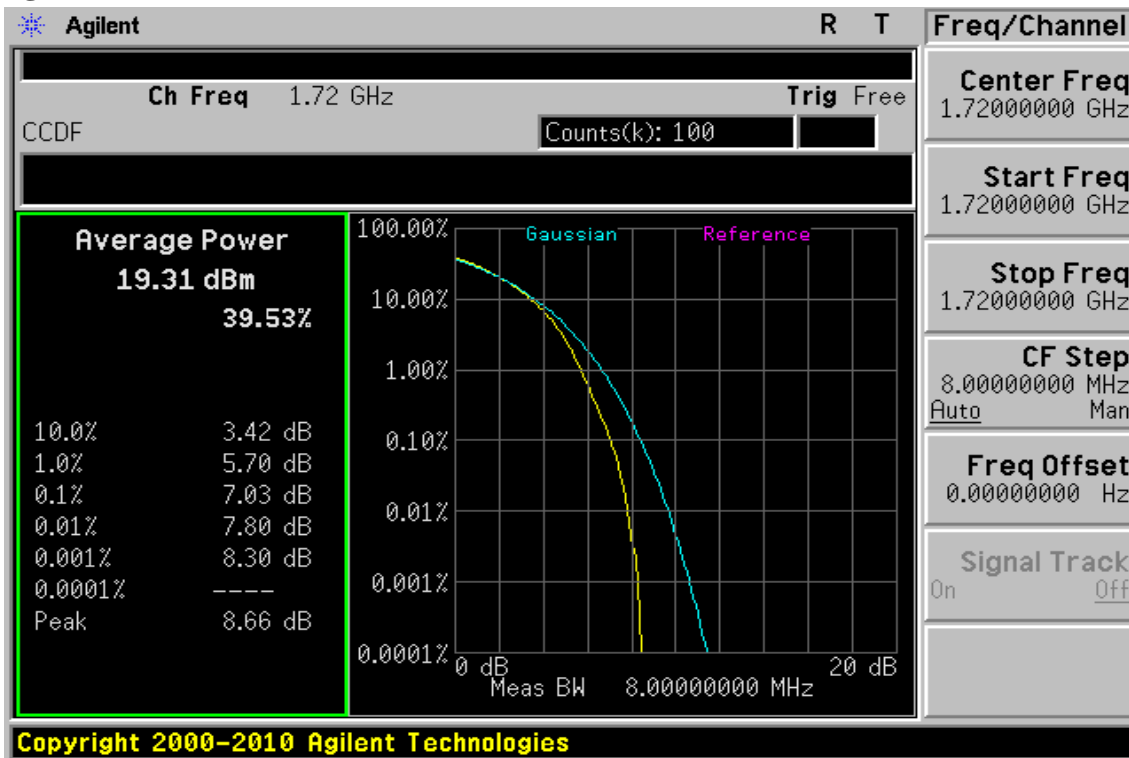 Agilent R T
Ch Freq 1.72 GHz Trig Free
CCDF Counts(k): 100
Average Power
19.31 dBm
39.53%
10.0% 3.42 dB
1.0% 5.70 dB
0.1% 7.03 dB
0.01% 7.80 dB
0.001% 8.30 dB
0.0001% ----
Peak 8.66 dB
Gaussian Reference
100.00%
10.00%
1.00%
0.10%
0.01%
0.001%
0.0001%
0 dB 20 dB
Meas BW 8.00000000 MHz
Freq/Channel
Center Freq
1.72000000 GHz
Start Freq
1.72000000 GHz
Stop Freq
1.72000000 GHz
CF Step
8.00000000 MHz
Auto Man
Freq Offset
0.00000000 Hz
Signal Track
On Off
Copyright 2000-2010 Agilent Technologies